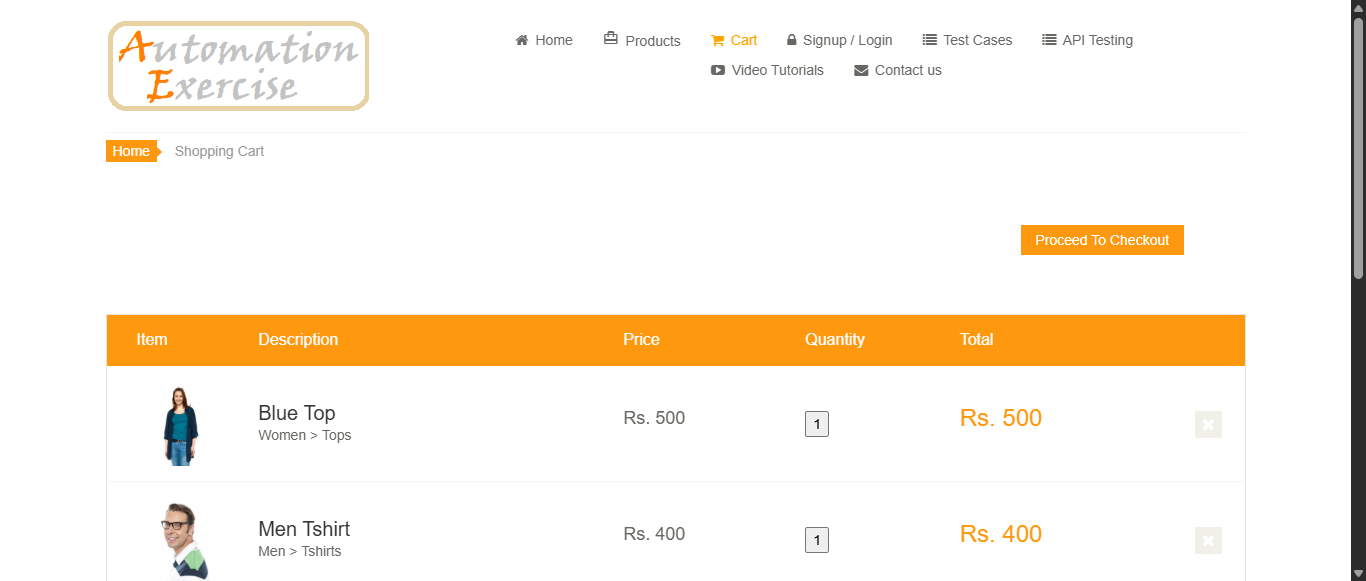 Automation
Exercise
Home Products Cart Signup / Login Test Cases API Testing
Video Tutorials Contact us
Home Shopping Cart
Proceed To Checkout
Item Description Price Quantity Total
Blue Top
Women > Tops
Rs. 500 1 Rs. 500
Men Tshirt
Men > Tshirts
Rs. 400 1 Rs. 400